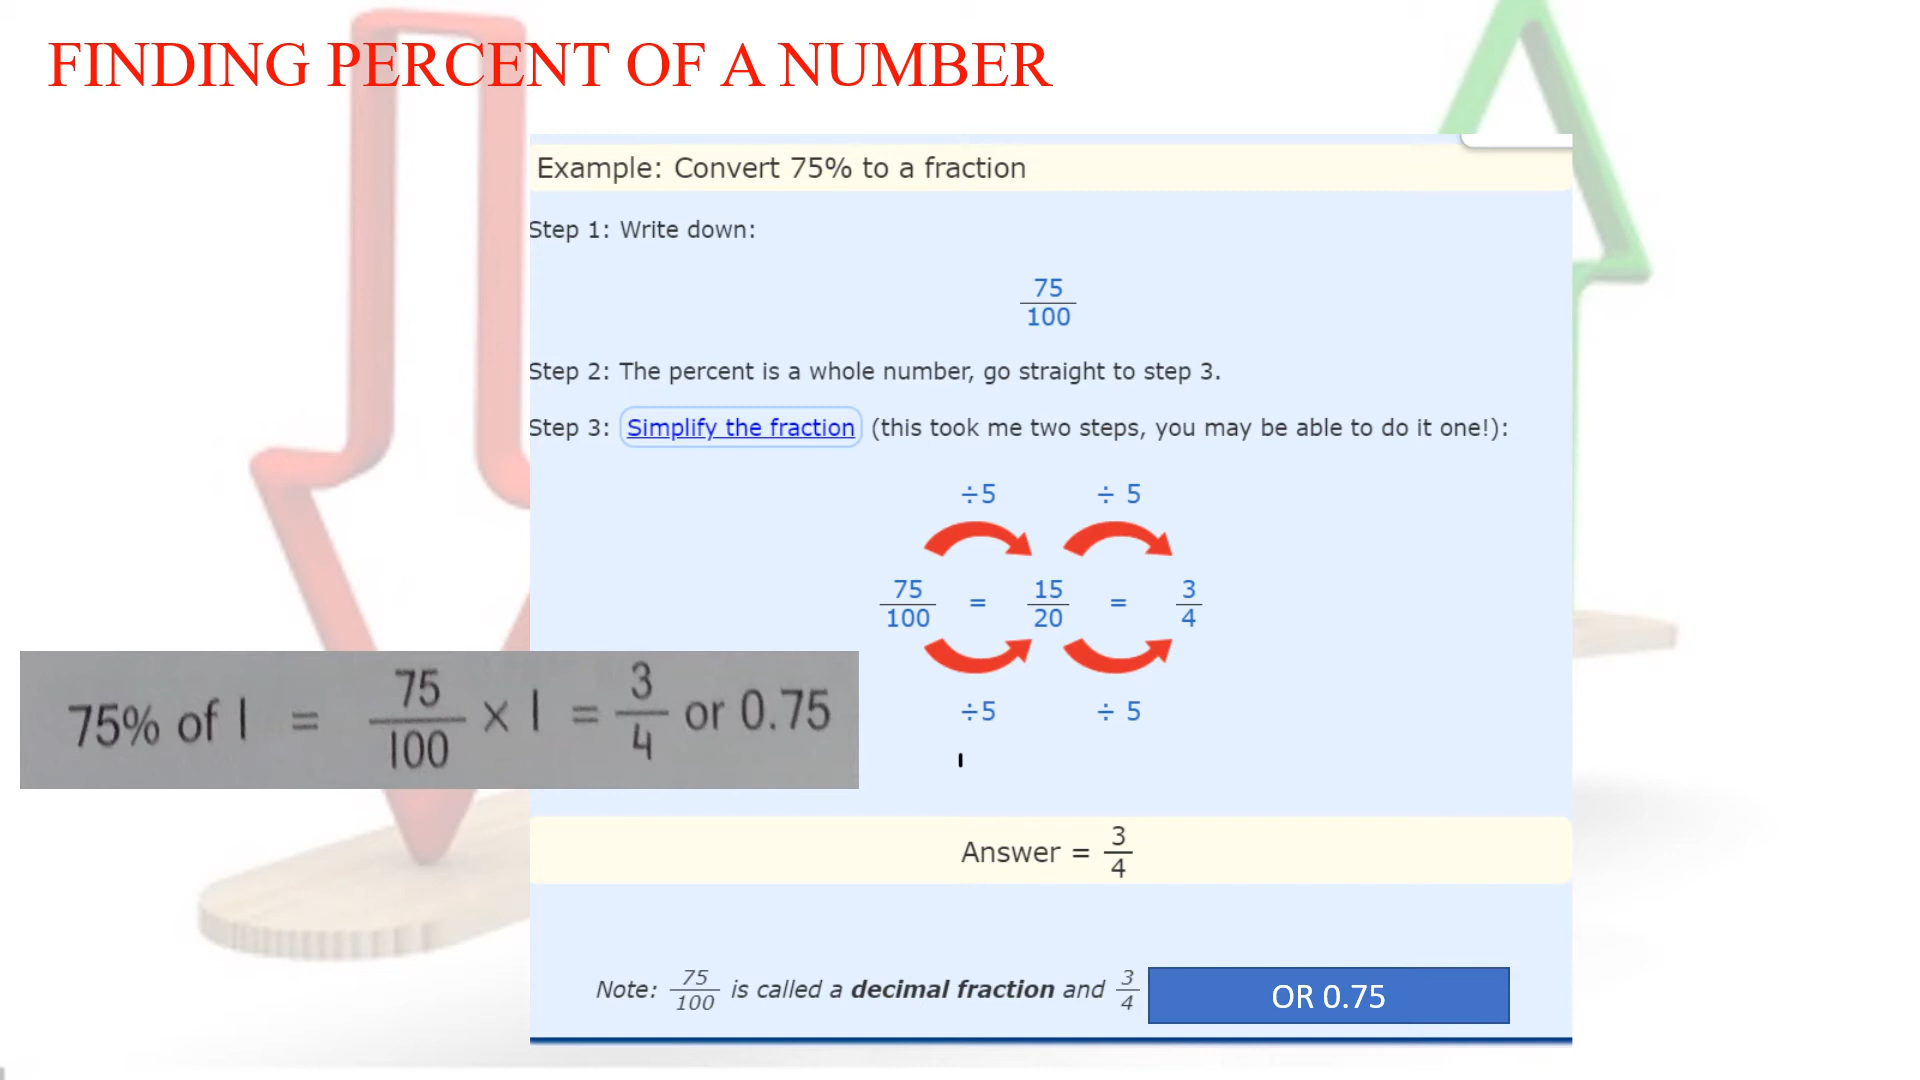 FINDING PERCENT OF A NUMBER
Example: Convert 75% to a fraction
Step 1: Write down:
75
100
Step 2: The percent is a whole number, go straight to step 3.
Step 3: Simplify the fraction (this took me two steps, you may be able to do it one!):
÷5 ÷ 5
75/100 = 15/20 = 3/4
÷5 ÷ 5
75% of 1 = 75/100 × 1 = 3/4 or 0.75
Answer = 3/4
Note: 75/100 is called a decimal fraction and 3/4
OR 0.75